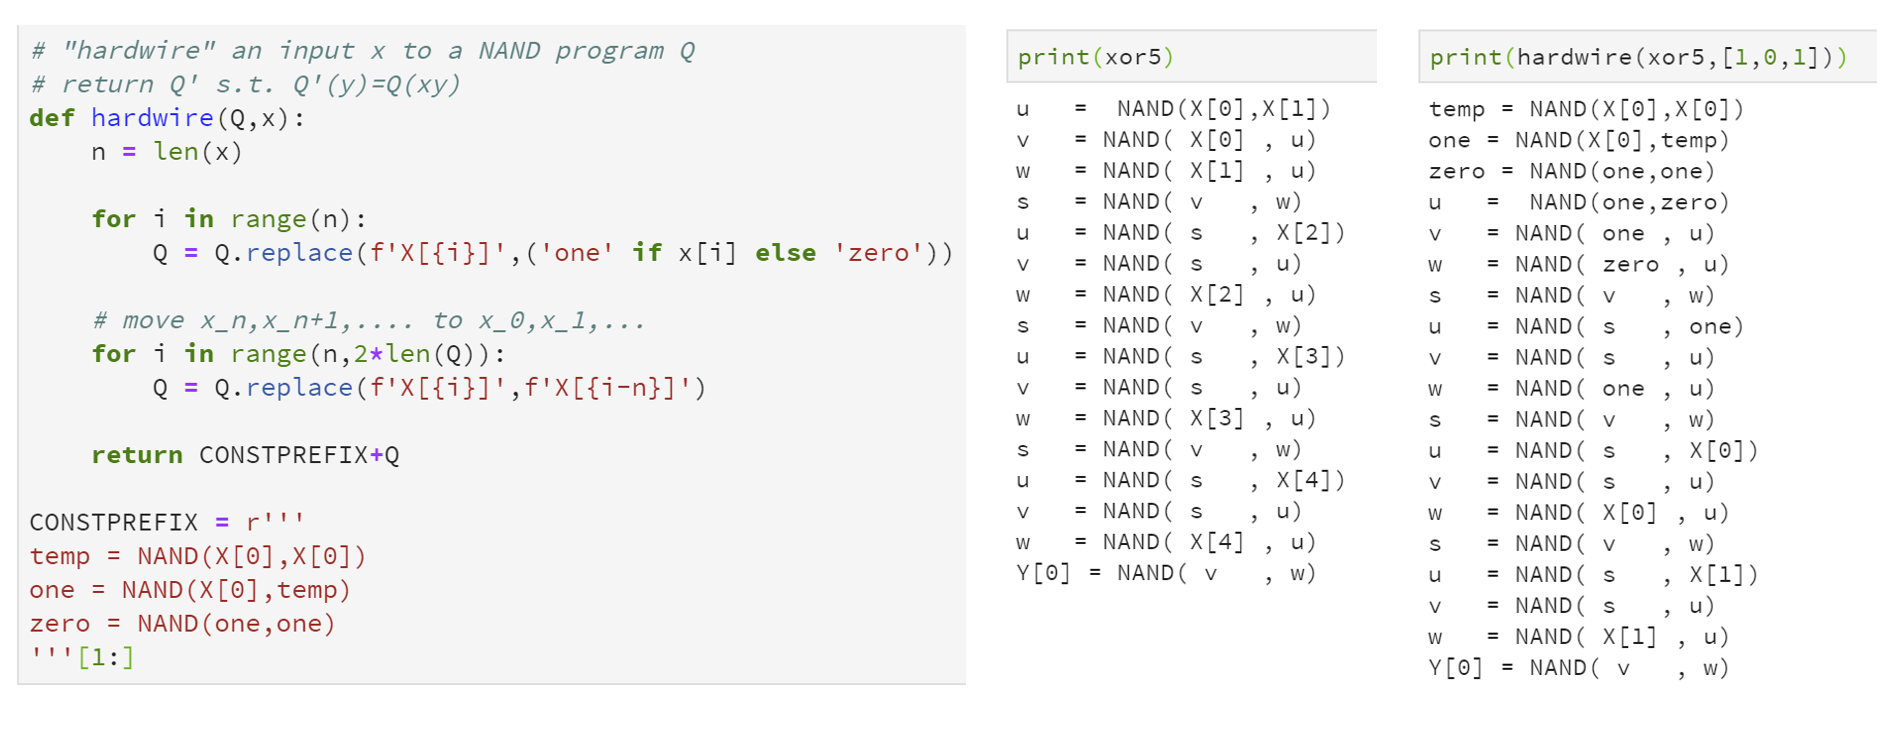 # "hardwire" an input x to a NAND program Q
# return Q' s.t. Q'(y)=Q(xy)
def hardwire(Q,x):
    n = len(x)

    for i in range(n):
        Q = Q.replace(f'X[{i}]',('one' if x[i] else 'zero'))

    # move x_n,x_n+1,.... to x_0,x_1,...
    for i in range(n,2*len(Q)):
        Q = Q.replace(f'X[{i}]',f'X[{i-n}]')

    return CONSTPREFIX+Q

CONSTPREFIX = r'''
temp = NAND(X[0],X[0])
one = NAND(X[0],temp)
zero = NAND(one,one)
'''[1:]
print(xor5)
u   =  NAND(X[0],X[1])
v   = NAND( X[0] , u)
w   = NAND( X[1] , u)
s   = NAND( v   , w)
u   = NAND( s   , X[2])
v   = NAND( s   , u)
w   = NAND( X[2] , u)
s   = NAND( v   , w)
u   = NAND( s   , X[3])
v   = NAND( s   , u)
w   = NAND( X[3] , u)
s   = NAND( v   , w)
u   = NAND( s   , X[4])
v   = NAND( s   , u)
w   = NAND( X[4] , u)
Y[0] = NAND( v   , w)
print(hardwire(xor5,[1,0,1]))
temp = NAND(X[0],X[0])
one = NAND(X[0],temp)
zero = NAND(one,one)
u   =  NAND(one,zero)
v   = NAND( one , u)
w   = NAND( zero , u)
s   = NAND( v   , w)
u   = NAND( s   , one)
v   = NAND( s   , u)
w   = NAND( one , u)
s   = NAND( v   , w)
u   = NAND( s   , X[0])
v   = NAND( s   , u)
w   = NAND( X[0] , u)
s   = NAND( v   , w)
u   = NAND( s   , X[1])
v   = NAND( s   , u)
w   = NAND( X[1] , u)
Y[0] = NAND( v   , w)